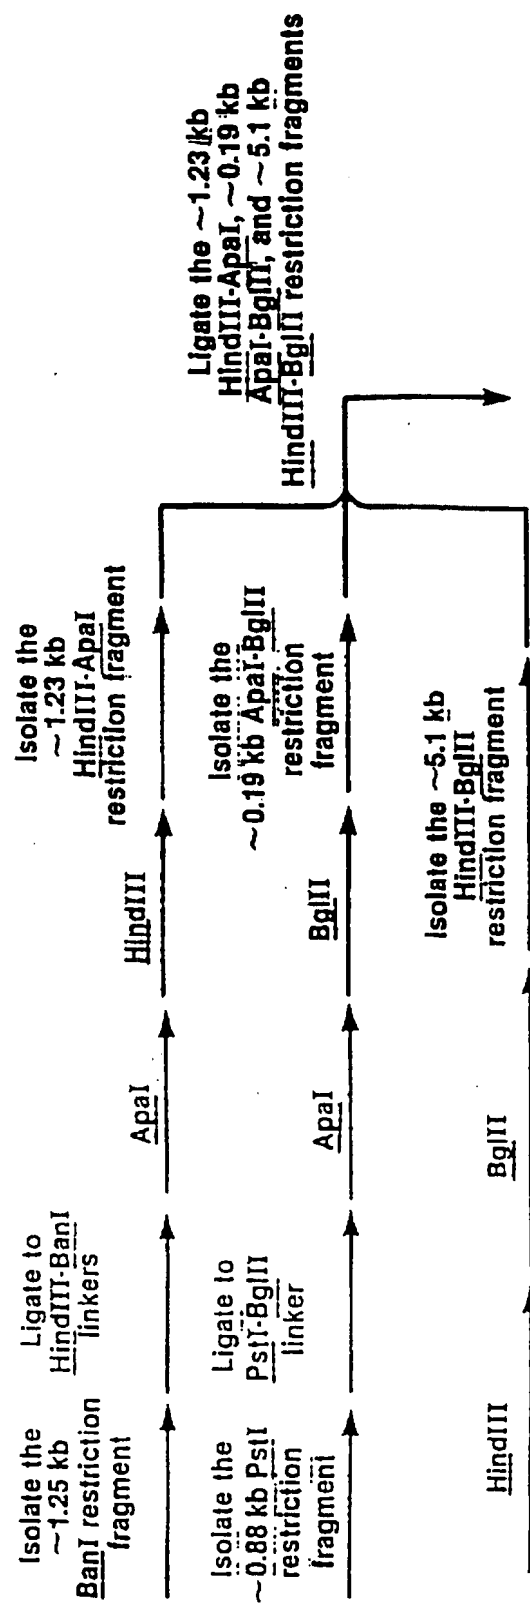 Isolate the
~1.25 kb
BanI restriction
fragment
Ligate to
HindIII-BanI
linkers
ApaI
HindIII
Isolate the
~1.23 kb
HindIII-ApaI
restriction fragment
Isolate the
~0.88 kb PstI
restriction
fragment
Ligate to
PstI-BglII
linker
ApaI
BglII
Isolate the
~0.19 kb ApaI-BglII
restriction
fragment
HindIII
BglII
Isolate the ~5.1 kb
HindIII-BglII
restriction fragment
Ligate the ~1.23 kb
HindIII-ApaI, ~0.19 kb
ApaI-BglII, and ~5.1 kb
HindIII-BglII restriction fragments